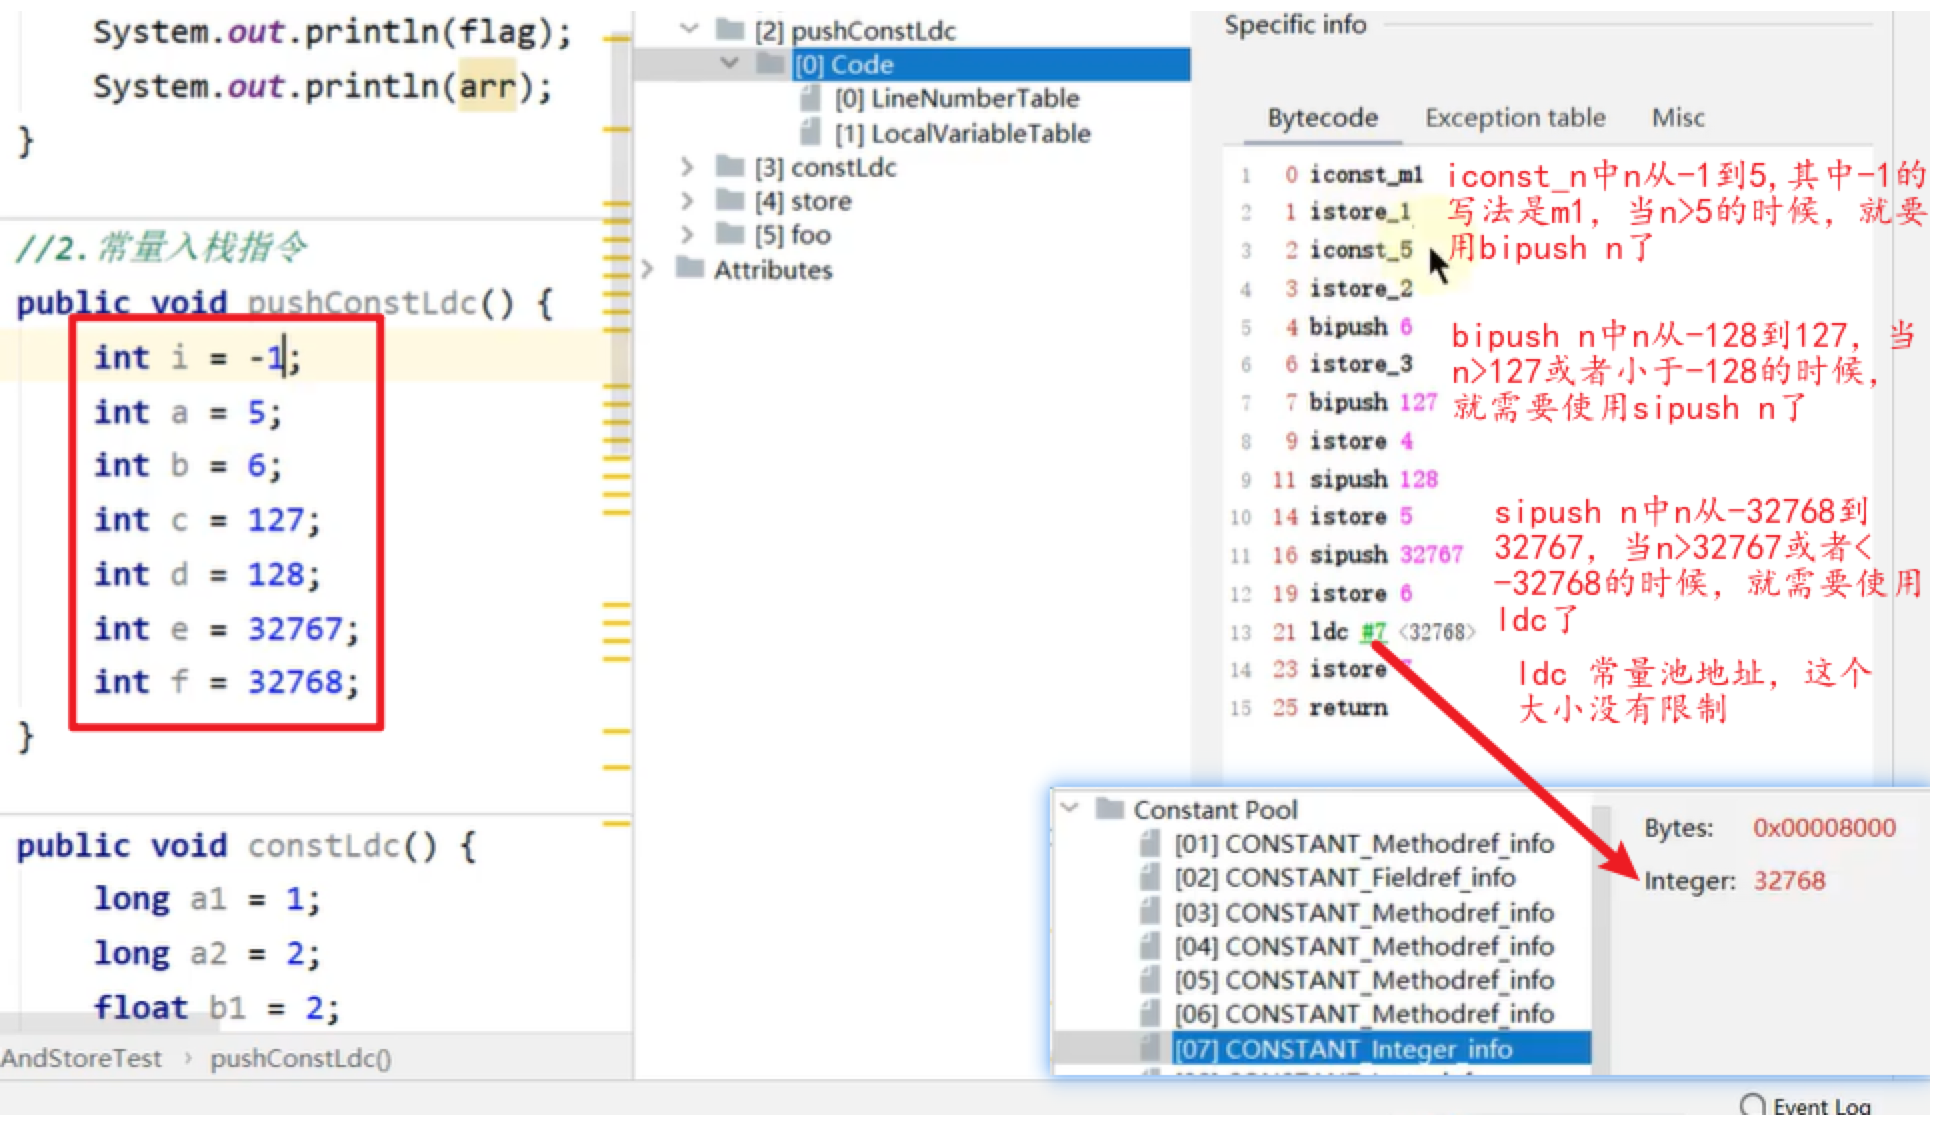 System.out.println(flag);
System.out.println(arr);
}
//2.常量入栈指令
public void pushConstLdc() {
int i = -1;
int a = 5;
int b = 6;
int c = 127;
int d = 128;
int e = 32767;
int f = 32768;
}
public void constLdc() {
long a1 = 1;
long a2 = 2;
float b1 = 2;
AndStoreTest › pushConstLdc()
[2] pushConstLdc
[0] Code
[0] LineNumberTable
[1] LocalVariableTable
[3] constLdc
[4] store
[5] foo
Attributes
Specific info
Bytecode Exception table Misc
1 0 iconst_m1
2 1 istore_1
3 2 iconst_5
4 3 istore_2
5 4 bipush 6
6 6 istore_3
7 7 bipush 127
8 9 istore 4
9 11 sipush 128
10 14 istore 5
11 16 sipush 32767
12 19 istore 6
13 21 ldc #7 <32768>
14 23 istore
15 25 return
iconst_n中n从-1到5,其中-1的
写法是m1, 当n>5的时候, 就要
用bipush n了
bipush n中n从-128到127, 当
n>127或者小于-128的时候,
就需要使用sipush n了
sipush n中n从-32768到
32767, 当n>32767或者<
-32768的时候, 就需要使用
ldc了
ldc 常量池地址, 这个
大小没有限制
Constant Pool
[01] CONSTANT_Methodref_info
[02] CONSTANT_Fieldref_info
[03] CONSTANT_Methodref_info
[04] CONSTANT_Methodref_info
[05] CONSTANT_Methodref_info
[06] CONSTANT_Methodref_info
[07] CONSTANT_Integer_info
Bytes: 0x00008000
Integer: 32768
Event Log